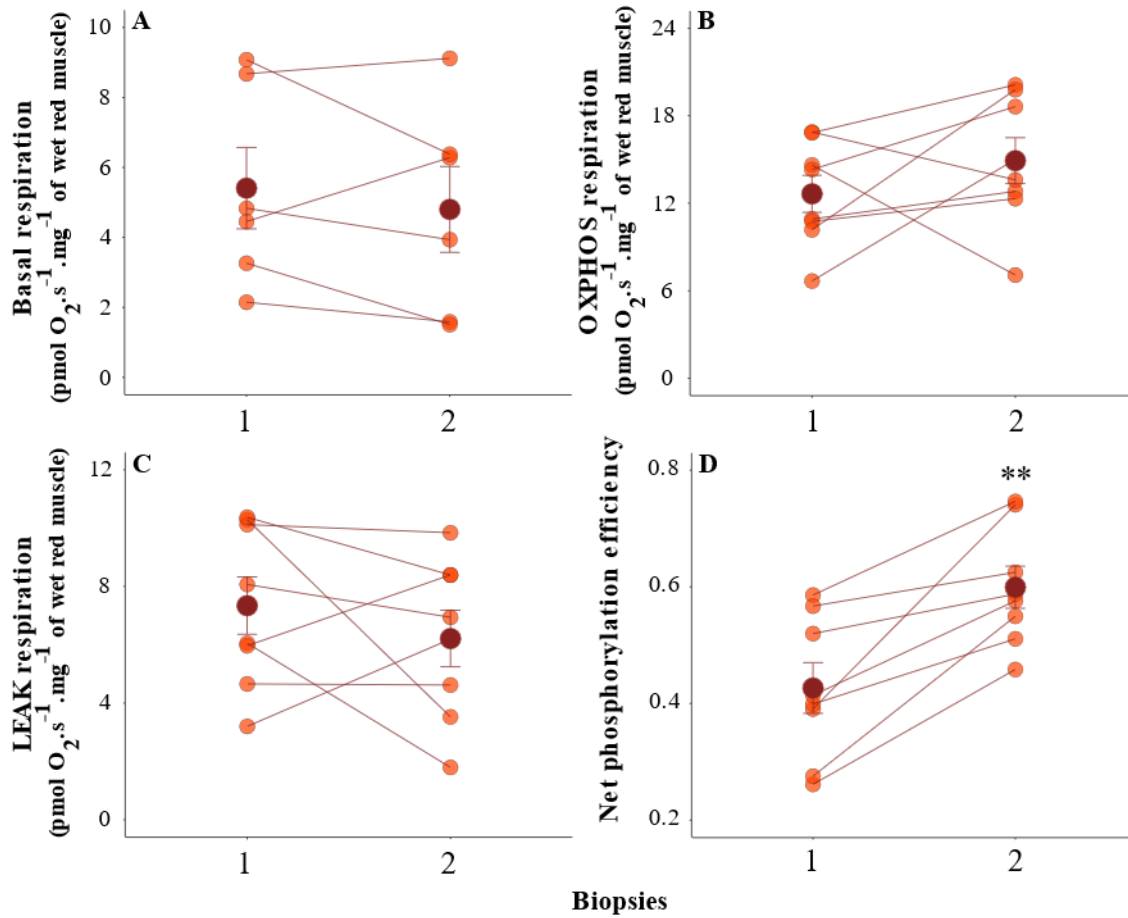 A
Basal respiration
(pmol O₂.s⁻¹.mg⁻¹ of wet red muscle)
10
8
6
4
2
0
1 2
B
OXPHOS respiration
(pmol O₂.s⁻¹.mg⁻¹ of wet red muscle)
24
18
12
6
0
1 2
C
LEAK respiration
(pmol O₂.s⁻¹.mg⁻¹ of wet red muscle)
12
8
4
0
1 2
D
Net phosphorylation efficiency
0.8
0.6
0.4
0.2
**
1 2
Biopsies